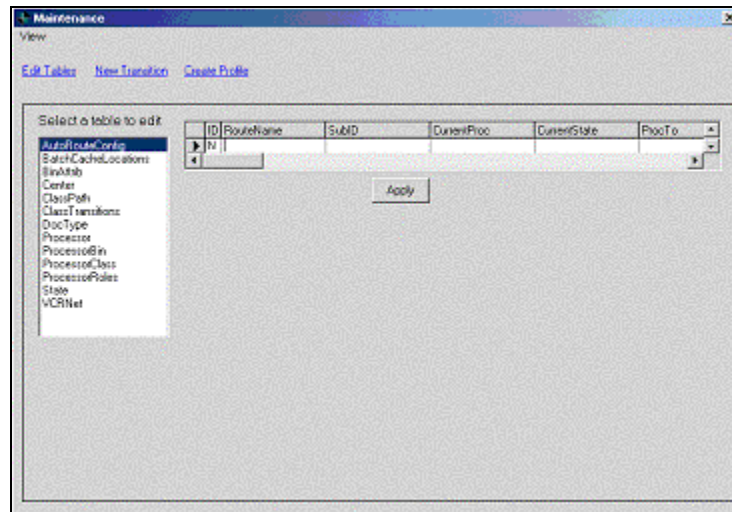 Maintenance
View
Edit Tables New Transition Create Profile
Select a table to edit
ID RouteName SubID CurrentProc CurrentState ProcTo
N
AutoRouteConfig
BatchCacheLocations
BinAttrib
Center
ClassPath
ClassTransitions
DocType
Processor
ProcessorBin
ProcessorClass
ProcessorRoles
State
VCRNet
Apply